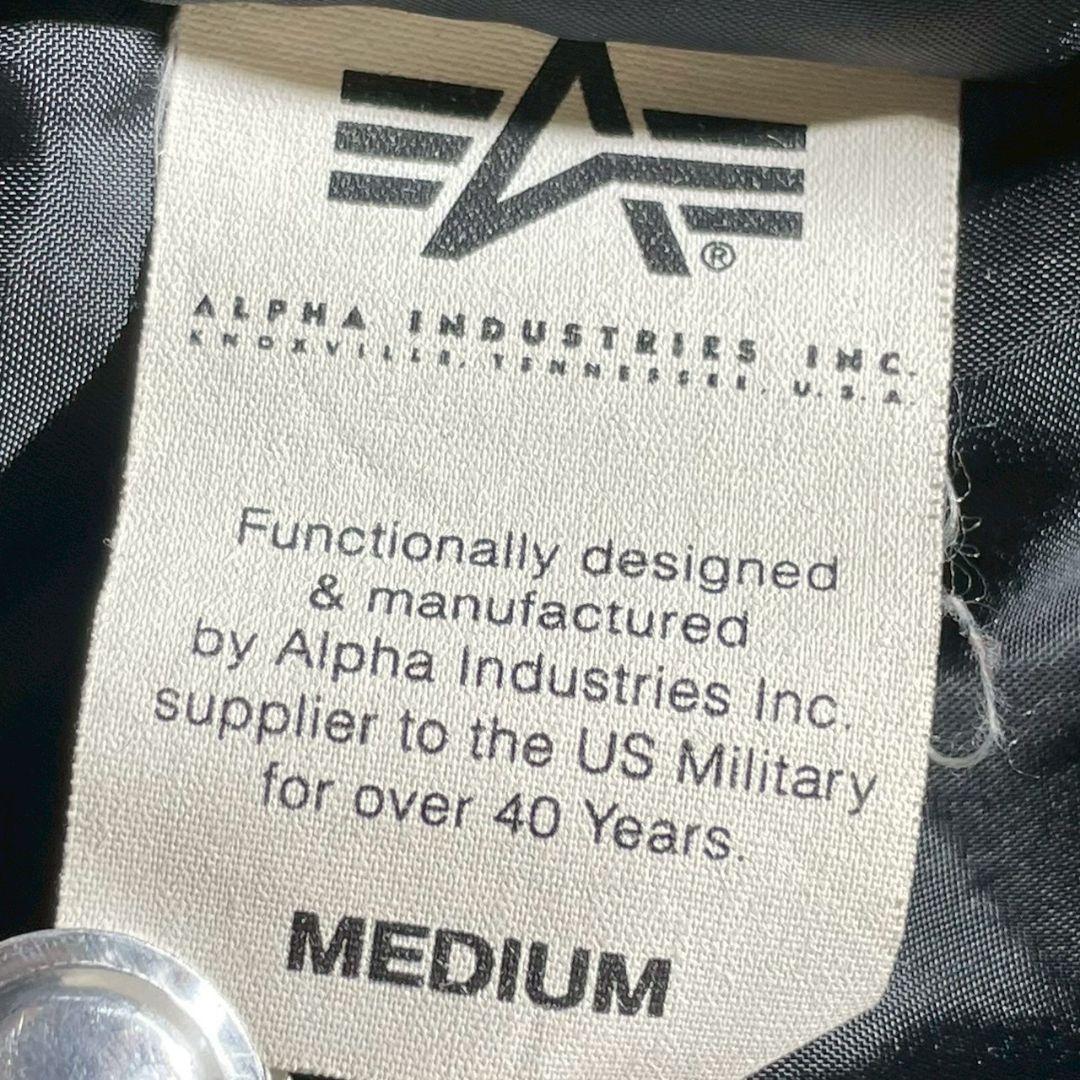 ALPHA INDUSTRIES INC.
KNOXVILLE, TENNESSEE, U.S.A.
Functionally designed
& manufactured
by Alpha Industries Inc.
supplier to the US Military
for over 40 Years.
MEDIUM